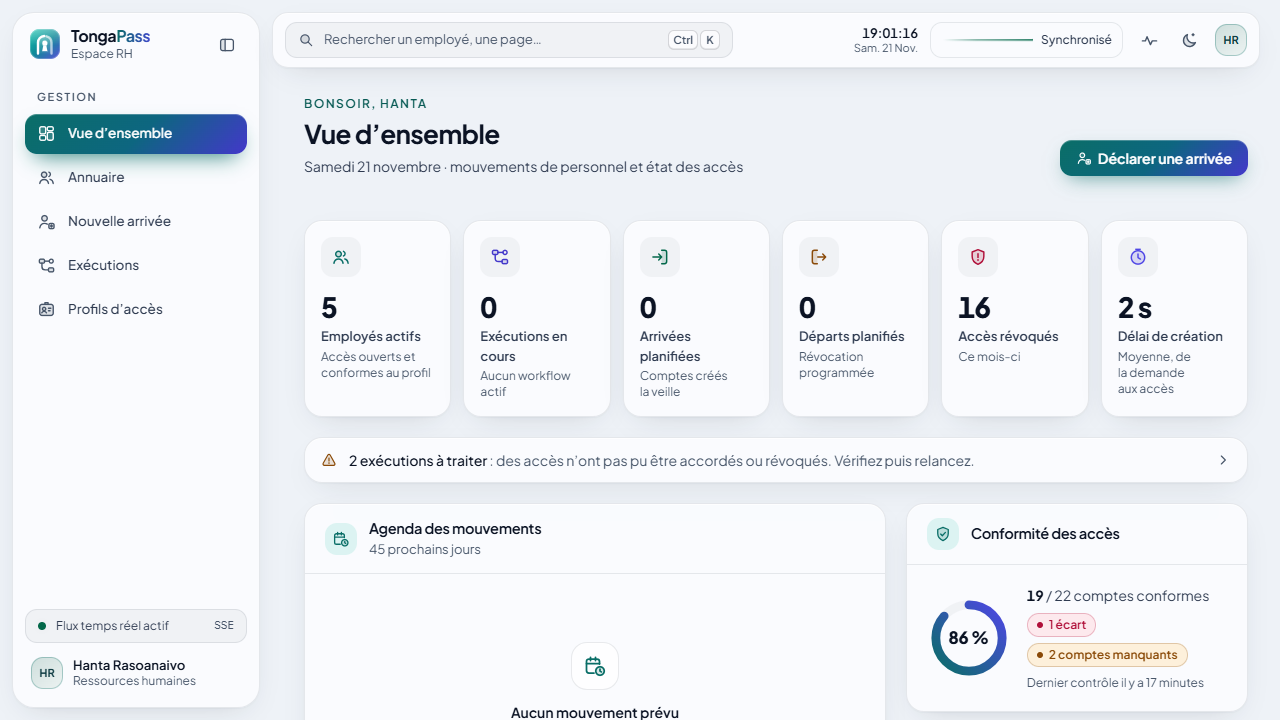 TongaPass
Espace RH
GESTION
Vue d’ensemble
Annuaire
Nouvelle arrivée
Exécutions
Profils d’accès
Flux temps réel actif SSE
HR
Hanta Rasoanaivo
Ressources humaines
Rechercher un employé, une page… Ctrl K
19:01:16
Sam. 21 Nov.
Synchronisé
HR
BONSOIR, HANTA
Vue d’ensemble
Samedi 21 novembre · mouvements de personnel et état des accès
Déclarer une arrivée
5
Employés actifs
Accès ouverts et
conformes au profil
0
Exécutions en
cours
Aucun workflow
actif
0
Arrivées
planifiées
Comptes créés
la veille
0
Départs planifiés
Révocation
programmée
16
Accès révoqués
Ce mois-ci
2 s
Délai de création
Moyenne, de
la demande
aux accès
2 exécutions à traiter : des accès n’ont pas pu être accordés ou révoqués. Vérifiez puis relancez.
Agenda des mouvements
45 prochains jours
Aucun mouvement prévu
Conformité des accès
86 %
19 / 22 comptes conformes
1 écart
2 comptes manquants
Dernier contrôle il y a 17 minutes